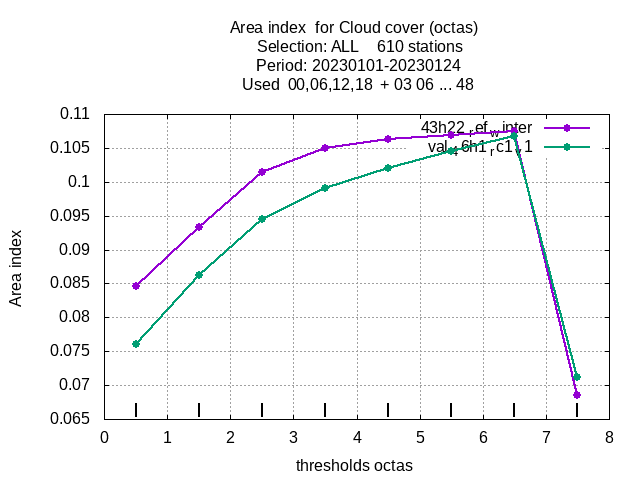 Area index  for Cloud cover (octas)
Selection: ALL    610 stations
Period: 20230101-20230124
Used  00,06,12,18  + 03 06 ... 48
0.11
0.105
0.1
0.095
0.09
0.085
0.08
0.075
0.07
0.065
Area index
43h22_ref_winter
val_46h1_rc1_v1
0 1 2 3 4 5 6 7 8
thresholds octas